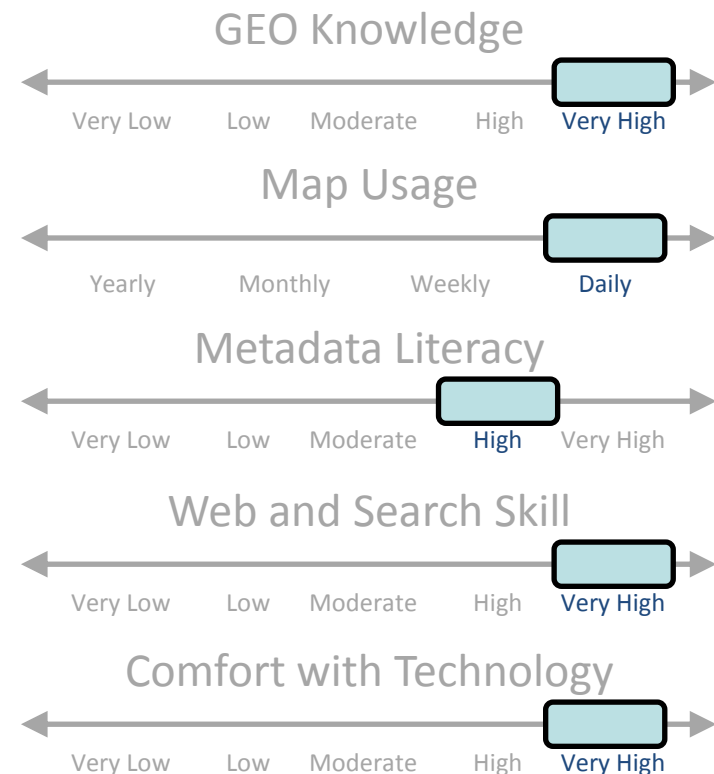 GEO Knowledge
Very Low Low Moderate High Very High
Map Usage
Yearly Monthly Weekly Daily
Metadata Literacy
Very Low Low Moderate High Very High
Web and Search Skill
Very Low Low Moderate High Very High
Comfort with Technology
Very Low Low Moderate High Very High